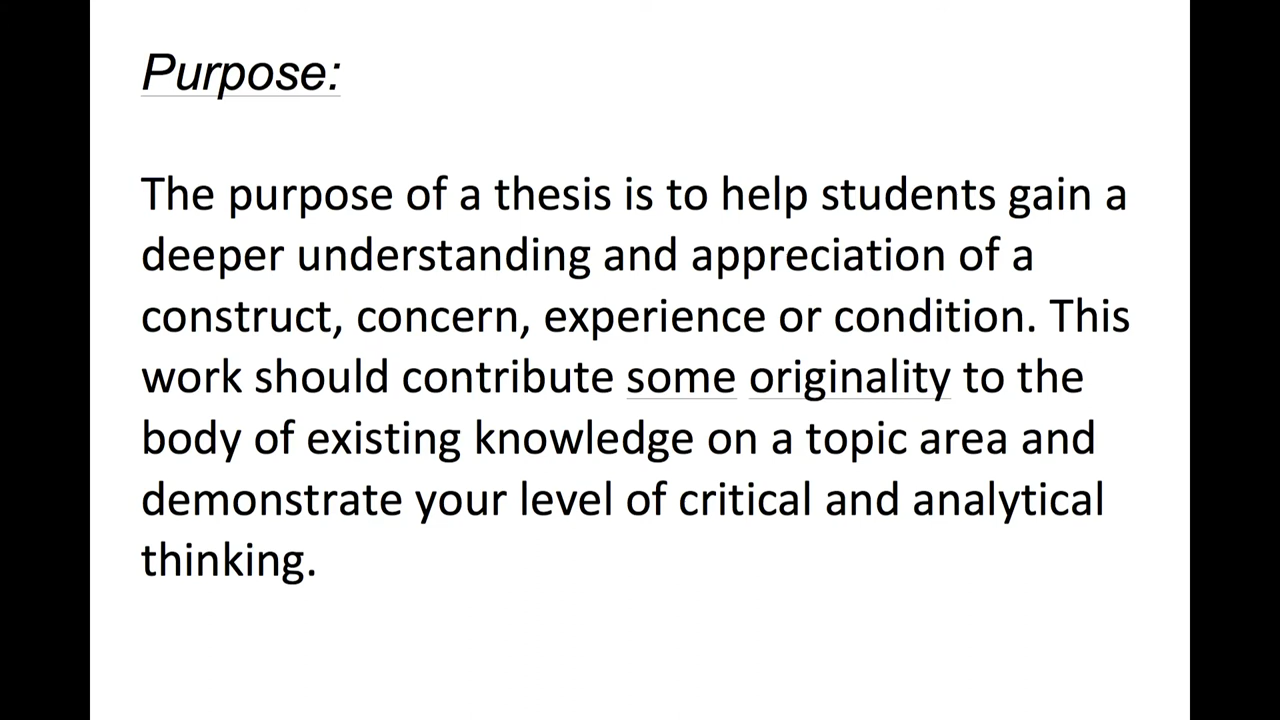 Purpose:
The purpose of a thesis is to help students gain a
deeper understanding and appreciation of a
construct, concern, experience or condition. This
work should contribute some originality to the
body of existing knowledge on a topic area and
demonstrate your level of critical and analytical
thinking.